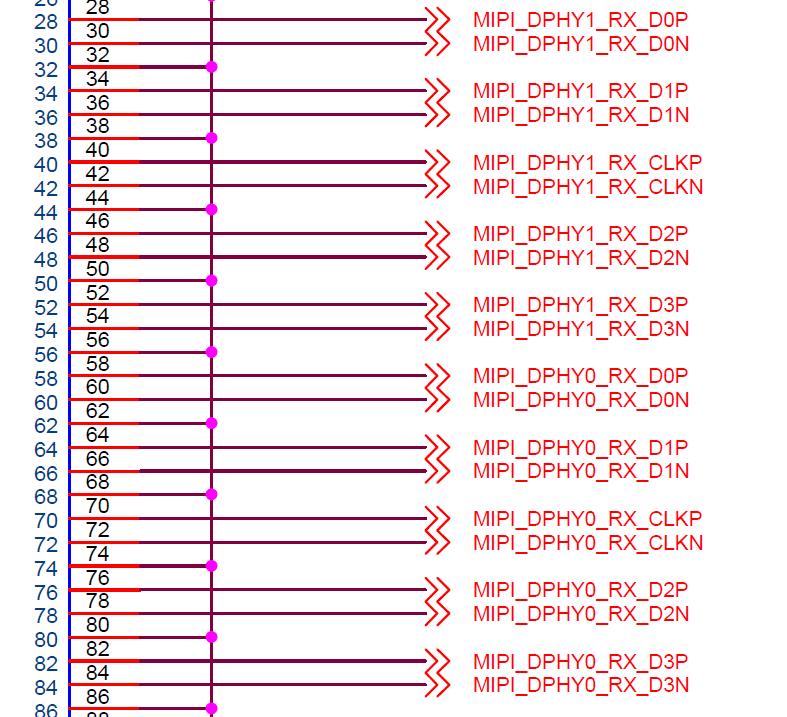 26
28
28 MIPI_DPHY1_RX_D0P
30
30 MIPI_DPHY1_RX_D0N
32
32
34
34 MIPI_DPHY1_RX_D1P
36
36 MIPI_DPHY1_RX_D1N
38
38
40
40 MIPI_DPHY1_RX_CLKP
42
42 MIPI_DPHY1_RX_CLKN
44
44
46
46 MIPI_DPHY1_RX_D2P
48
48 MIPI_DPHY1_RX_D2N
50
50
52
52 MIPI_DPHY1_RX_D3P
54
54 MIPI_DPHY1_RX_D3N
56
56
58
58 MIPI_DPHY0_RX_D0P
60
60 MIPI_DPHY0_RX_D0N
62
62
64
64 MIPI_DPHY0_RX_D1P
66
66 MIPI_DPHY0_RX_D1N
68
68
70
70 MIPI_DPHY0_RX_CLKP
72
72 MIPI_DPHY0_RX_CLKN
74
74
76
76 MIPI_DPHY0_RX_D2P
78
78 MIPI_DPHY0_RX_D2N
80
80
82
82 MIPI_DPHY0_RX_D3P
84
84 MIPI_DPHY0_RX_D3N
86
86